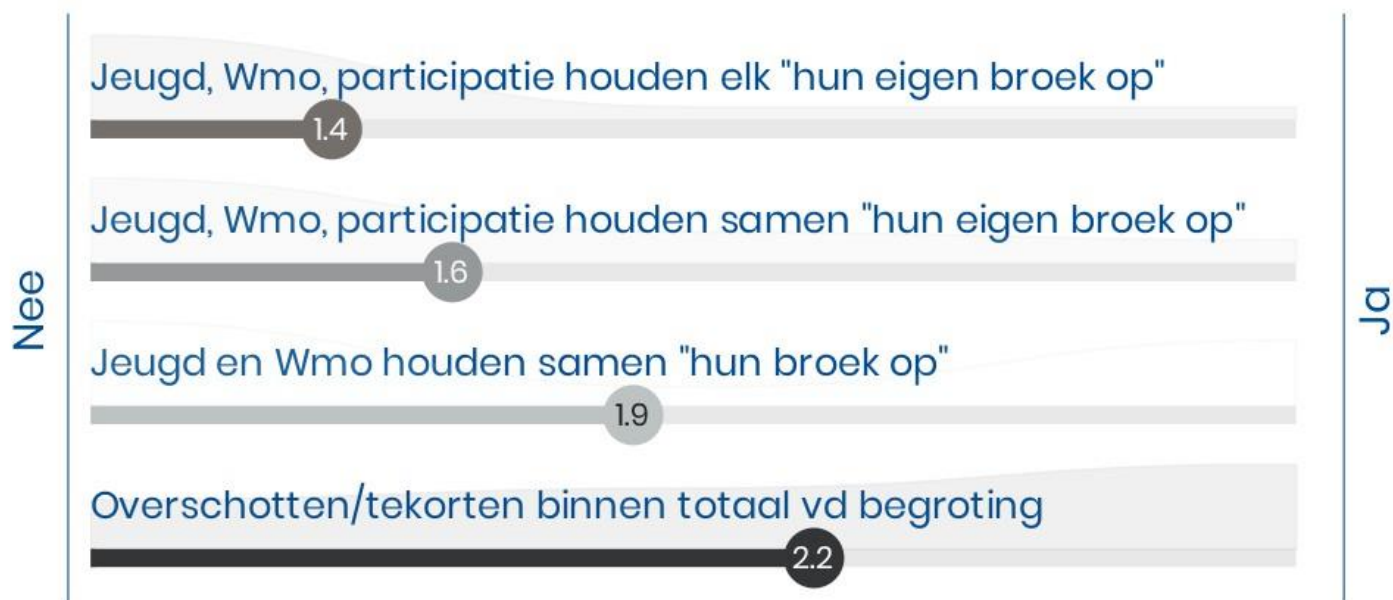 Jeugd, Wmo, participatie houden elk "hun eigen broek op"
1.4
Jeugd, Wmo, participatie houden samen "hun eigen broek op"
1.6
Nee
Ja
Jeugd en Wmo houden samen "hun broek op"
1.9
Overschotten/tekorten binnen totaal vd begroting
2.2